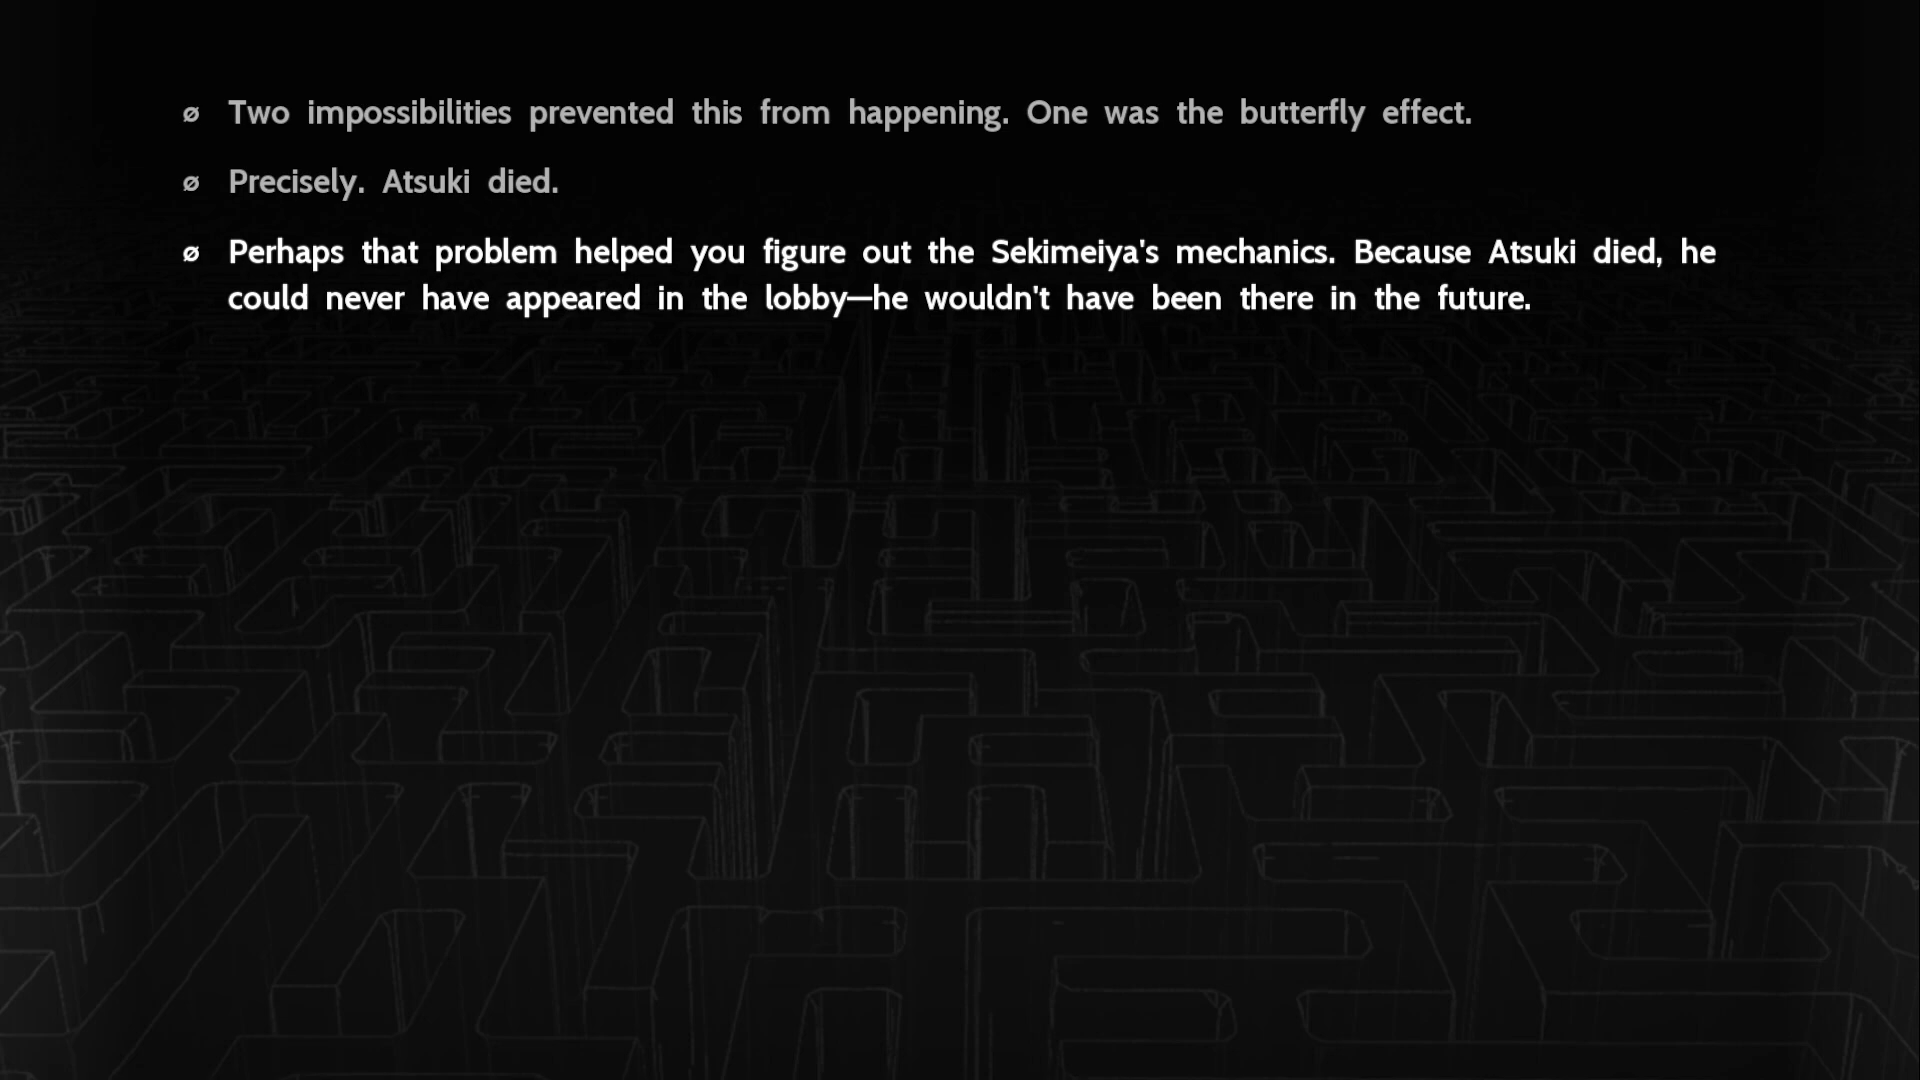 ø Two impossibilities prevented this from happening. One was the butterfly effect.
ø Precisely. Atsuki died.
ø Perhaps that problem helped you figure out the Sekimeiya's mechanics. Because Atsuki died, he
could never have appeared in the lobby—he wouldn't have been there in the future.